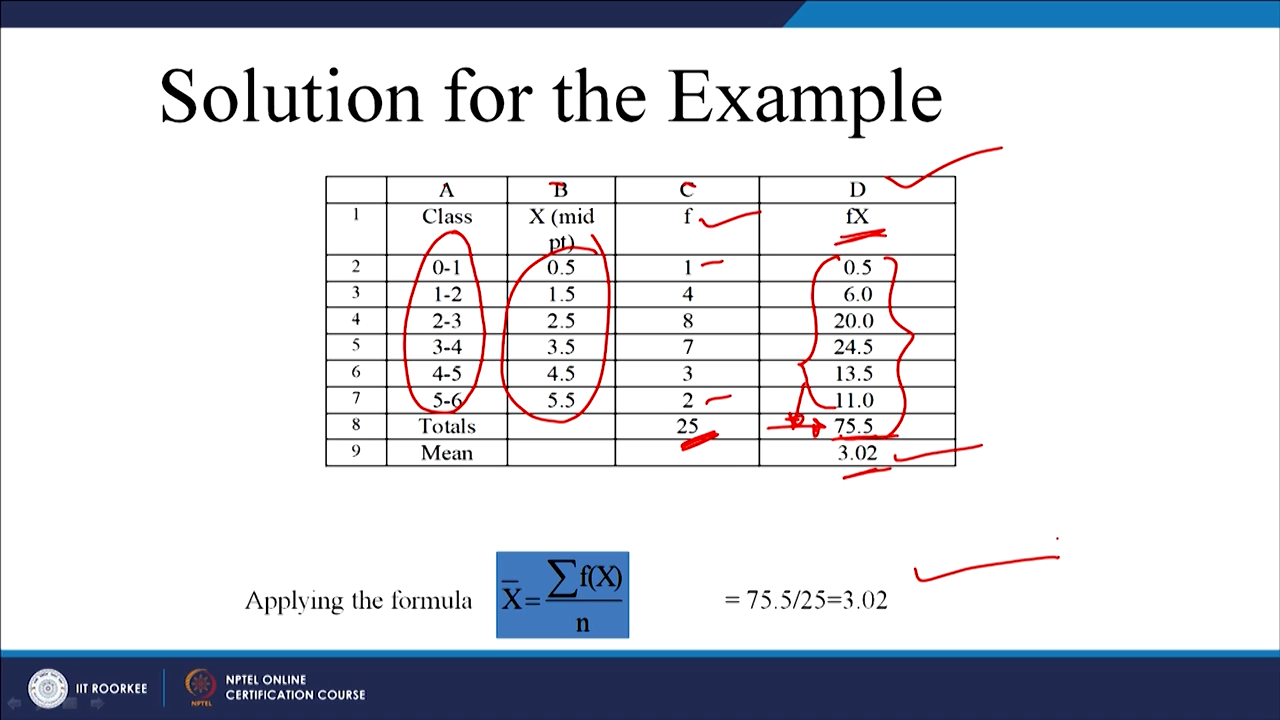 Solution for the Example
A B C D
1 Class X (mid pt) f fX
2 0-1 0.5 1 0.5
3 1-2 1.5 4 6.0
4 2-3 2.5 8 20.0
5 3-4 3.5 7 24.5
6 4-5 4.5 3 13.5
7 5-6 5.5 2 11.0
8 Totals 25 75.5
9 Mean 3.02
Applying the formula X̅ = ∑f(X) / n = 75.5/25=3.02
IIT ROORKEE
NPTEL ONLINE
CERTIFICATION COURSE
NPTEL